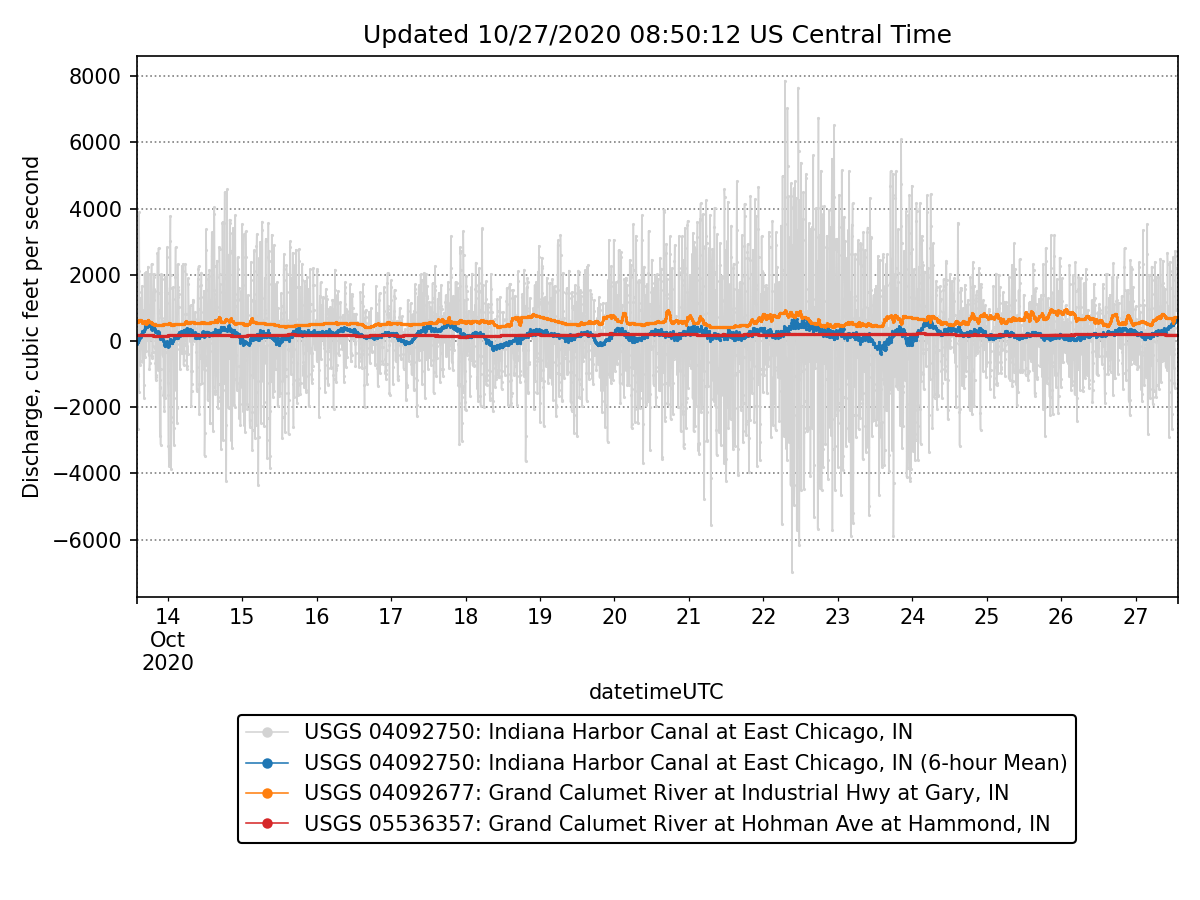 Updated 10/27/2020 08:50:12 US Central Time
Discharge, cubic feet per second
8000
6000
4000
2000
0
−2000
−4000
−6000
14 15 16 17 18 19 20 21 22 23 24 25 26 27
Oct
2020
datetimeUTC
USGS 04092750: Indiana Harbor Canal at East Chicago, IN
USGS 04092750: Indiana Harbor Canal at East Chicago, IN (6-hour Mean)
USGS 04092677: Grand Calumet River at Industrial Hwy at Gary, IN
USGS 05536357: Grand Calumet River at Hohman Ave at Hammond, IN